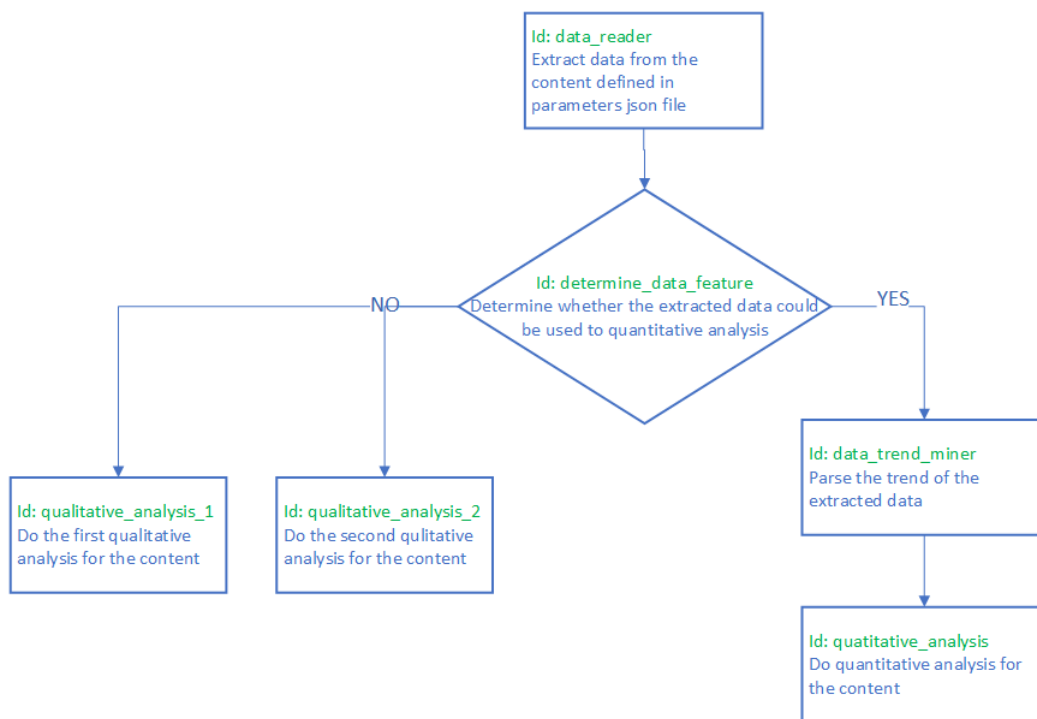 Id: data_reader
Extract data from the
content defined in
parameters json file
Id: determine_data_feature
Determine whether the extracted data could
be used to quantitative analysis
NO
YES
Id: qualitative_analysis_1
Do the first qualitative
analysis for the content
Id: qualitative_analysis_2
Do the second qulitative
analysis for the content
Id: data_trend_miner
Parse the trend of the
extracted data
Id: quatitative_analysis
Do quantitative analysis for
the content